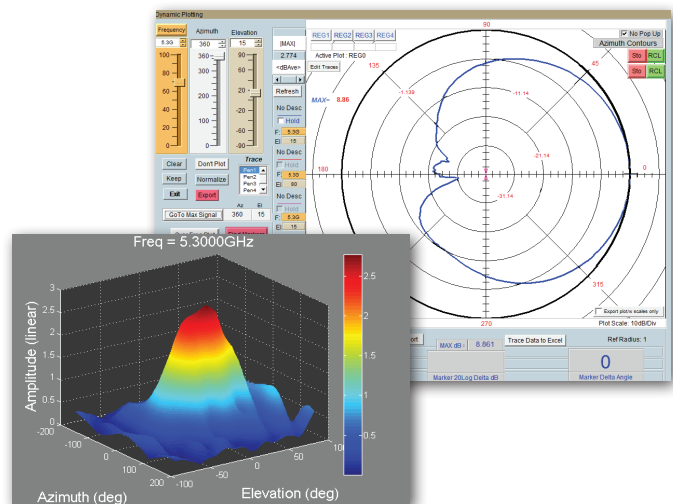 Dynamic Plotting
Frequency Azimuth Elevation
5.3G 360 15
[MAX]
2.774
<dBAve>
Refresh
100 360 90
80 300 60
60 30
200
0
40 -30
100
20 -60
0 0 -90
No Desc
Hold
F: 5.3G
El 15
No Desc
Hold
F: 5.3G
El 80
No Desc
Hold
F: 5.3G
El 15
Clear Don't Plot Trace
Keep Normalize
Exit Export
Pen1
Pen2
Pen3
Pen4
Az El
GoTo Max Signal 360 15
REG1 REG2 REG3 REG4
Active Plot : REG0
Edit Traces
No Pop Up
Azimuth Contours
Sto RCL
Sto RCL
MAX= 8.86
90
135
45
-1.139
-11.14
-21.14
-31.14
180
0
315
270
Export plot/w scales only
Plot Scale: 10dB/Div
MAX dB= 8.861
Trace Data to Excel
Ref Radius: 1
Marker 20Log Delta dB
0
Marker Delta Angle
Freq = 5.3000GHz
Amplitude (linear)
3
2.5
2
1.5
1
0.5
0
-200
-100
0
100
200
Azimuth (deg)
-100
-50
0
50
Elevation (deg)
2.5
2
1.5
1
0.5